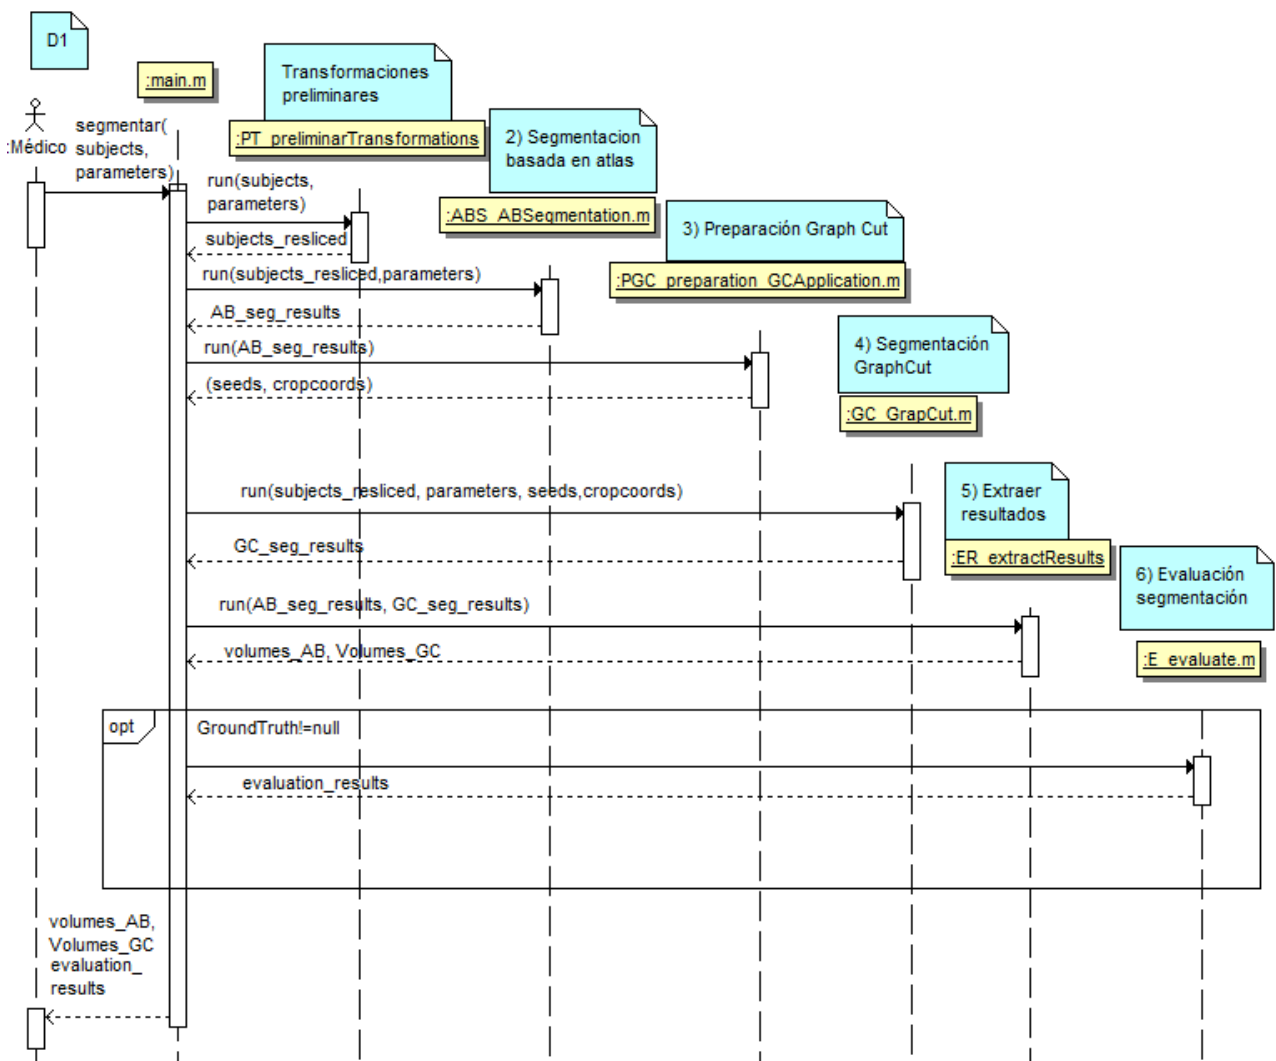 D1
:main.m
Transformaciones
preliminares
:PT_preliminarTransformations
2) Segmentacion
basada en atlas
:ABS_ABSegmentation.m
3) Preparación Graph Cut
:PGC_preparation_GCApplication.m
4) Segmentación
GraphCut
:GC_GrapCut.m
5) Extraer
resultados
:ER_extractResults
6) Evaluación
segmentación
:E_evaluate.m
:Médico
segmentar(
subjects,
parameters)
run(subjects,
parameters)
subjects_resliced
run(subjects_resliced,parameters)
AB_seg_results
run(AB_seg_results)
(seeds, cropcoords)
run(subjects_resliced, parameters, seeds,cropcoords)
GC_seg_results
run(AB_seg_results, GC_seg_results)
volumes_AB, Volumes_GC
opt
GroundTruth!=null
evaluation_results
volumes_AB,
Volumes_GC
evaluation_
results